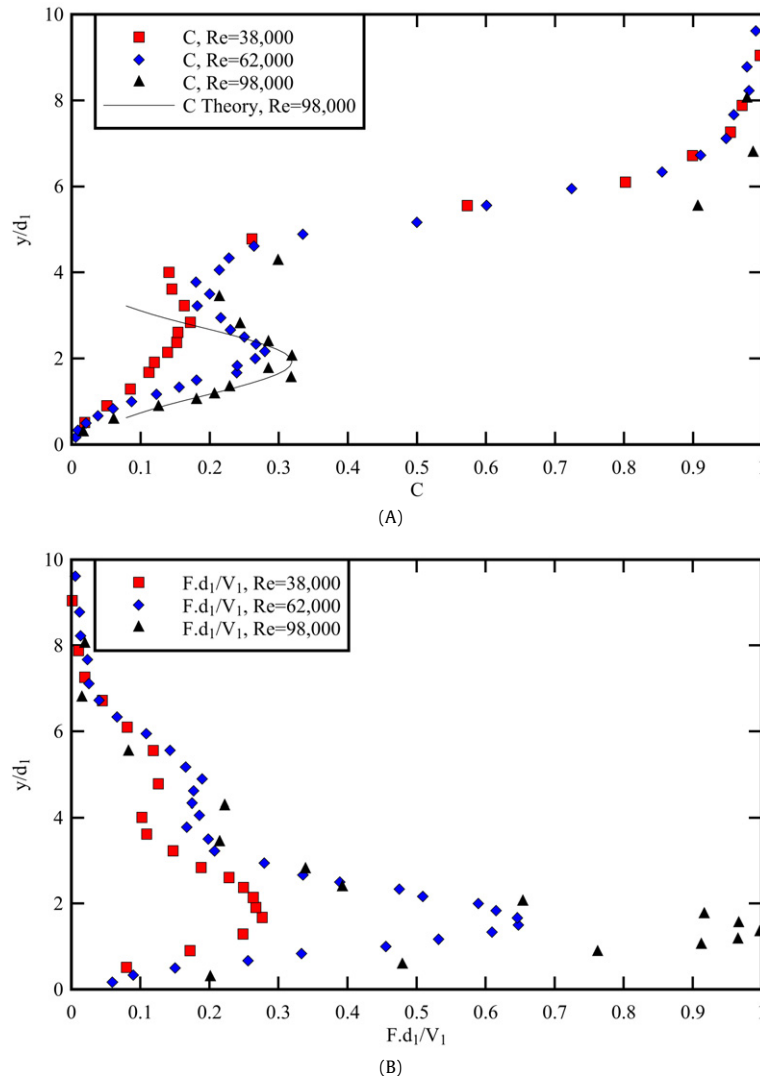 10
8
6
4
2
0
y/d₁
C, Re=38,000
C, Re=62,000
C, Re=98,000
C Theory, Re=98,000
0 0.1 0.2 0.3 0.4 0.5 0.6 0.7 0.8 0.9 1
C
(A)
10
8
6
4
2
0
y/d₁
F.d₁/V₁, Re=38,000
F.d₁/V₁, Re=62,000
F.d₁/V₁, Re=98,000
0 0.1 0.2 0.3 0.4 0.5 0.6 0.7 0.8 0.9 1
F.d₁/V₁
(B)